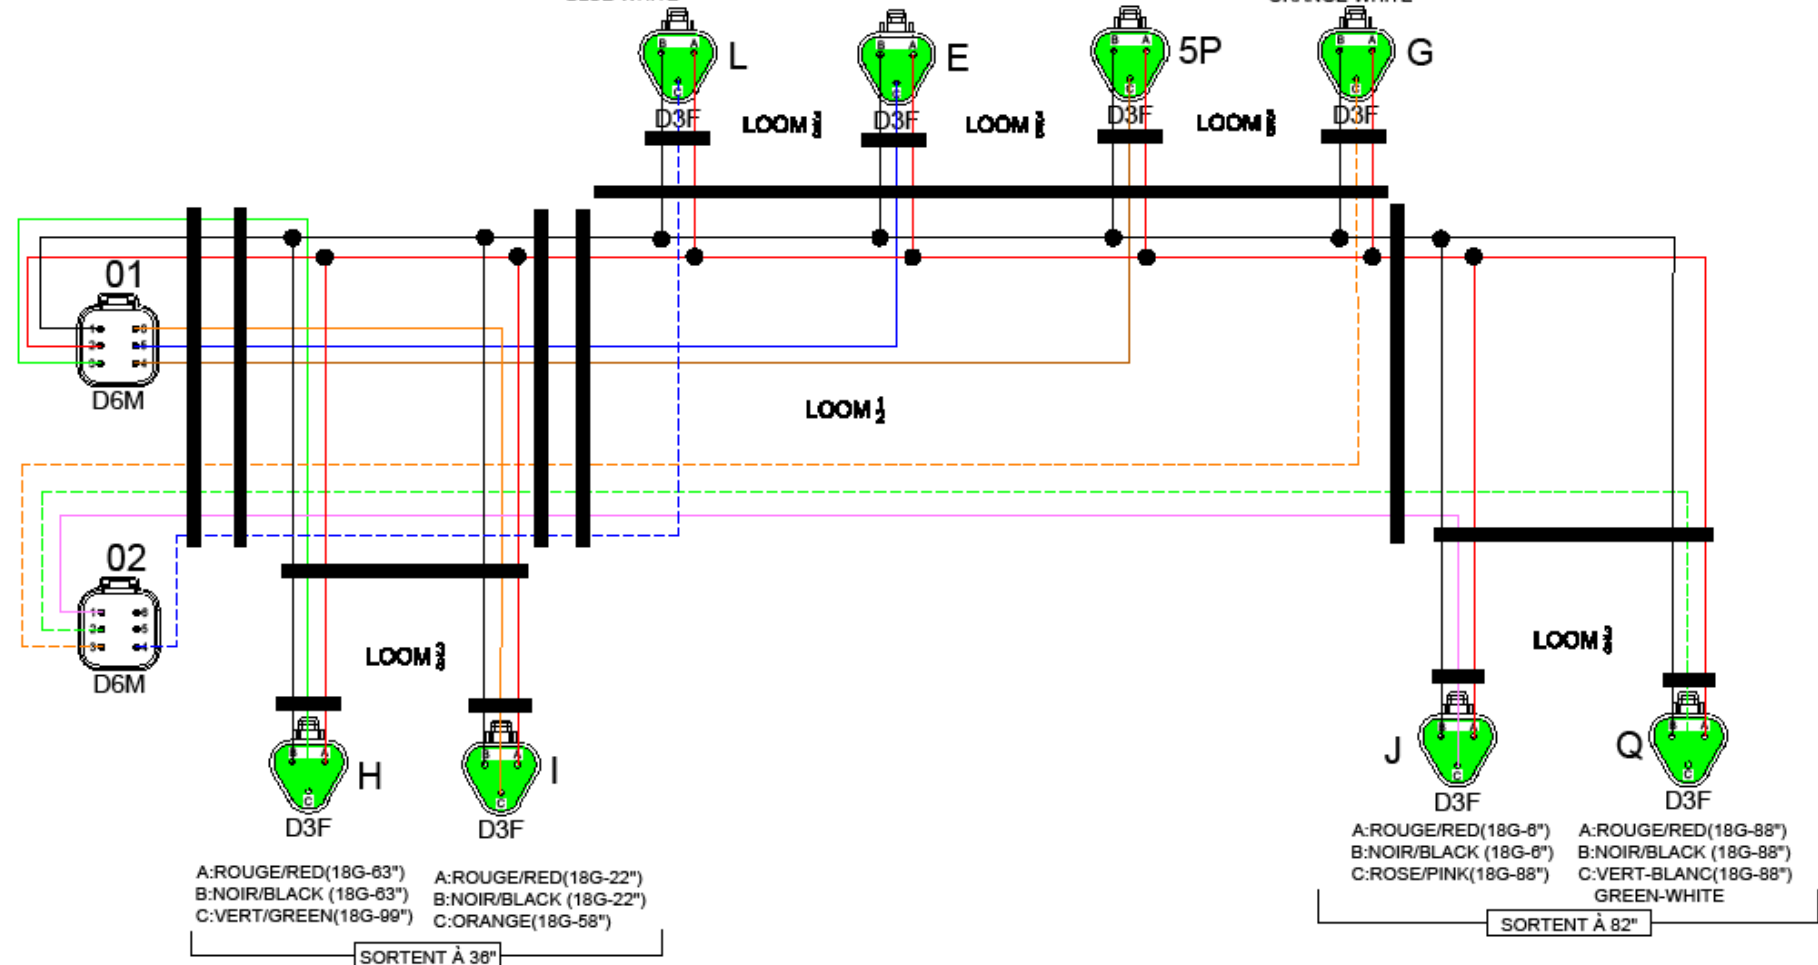 L
E
5P
G
B A
B A
B A
B A
C
C
C
D3F
D3F
D3F
D3F
LOOM
LOOM
LOOM
01
D6M
LOOM 1/2
02
D6M
LOOM
LOOM
H
I
J
Q
B A
B A
B A
B A
C
C
C
C
D3F
D3F
D3F
D3F
A:ROUGE/RED(18G-63")
B:NOIR/BLACK (18G-63")
C:VERT/GREEN(18G-99")
A:ROUGE/RED(18G-22")
B:NOIR/BLACK (18G-22")
C:ORANGE(18G-58")
SORTENT À 36"
A:ROUGE/RED(18G-6")
B:NOIR/BLACK (18G-6")
C:ROSE/PINK(18G-88")
A:ROUGE/RED(18G-88")
B:NOIR/BLACK (18G-88")
C:VERT-BLANC(18G-88")
GREEN-WHITE
SORTENT À 82"